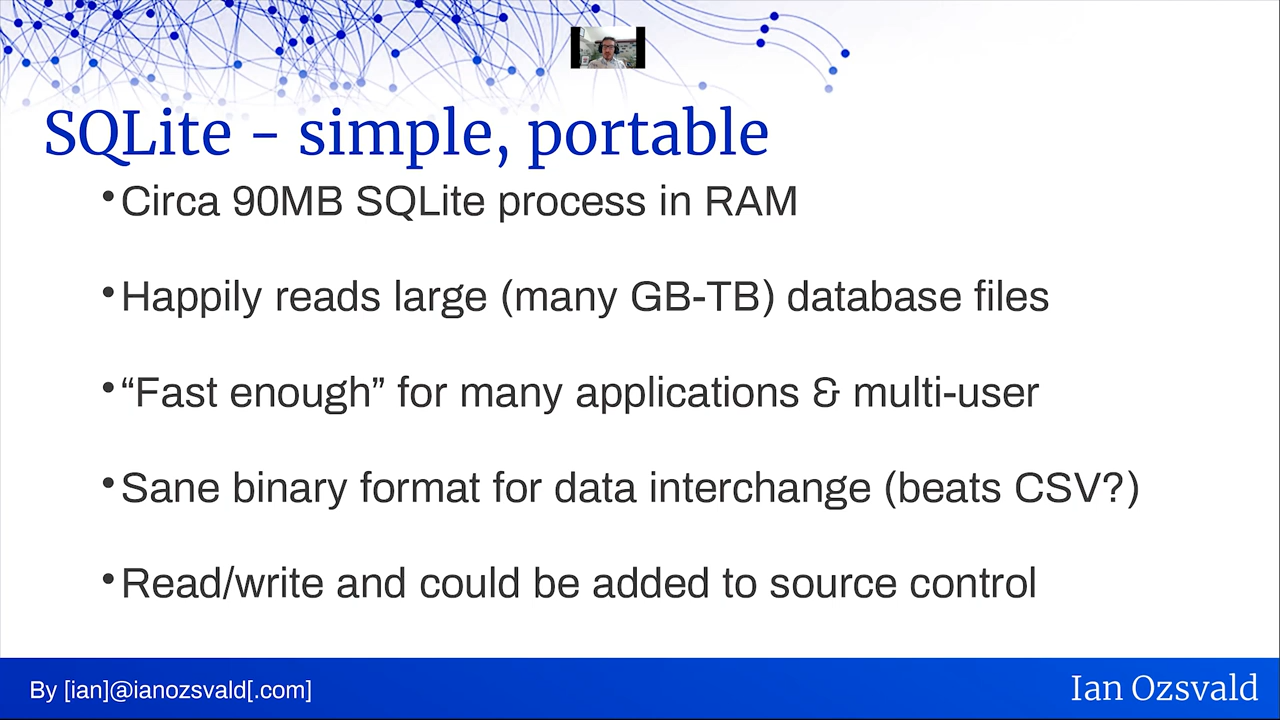 SQLite - simple, portable
•Circa 90MB SQLite process in RAM
•Happily reads large (many GB-TB) database files
•“Fast enough” for many applications & multi-user
•Sane binary format for data interchange (beats CSV?)
•Read/write and could be added to source control
By [ian]@ianozsvald[.com]
Ian Ozsvald